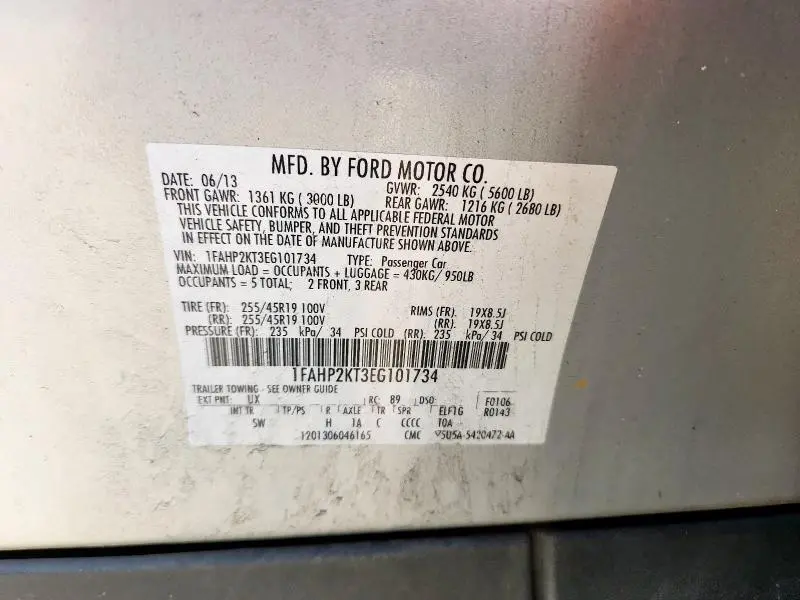 MFD. BY FORD MOTOR CO.
DATE: 06/13 GVWR: 2540 KG ( 5600 LB)
FRONT GAWR: 1361 KG ( 3000 LB) REAR GAWR: 1216 KG ( 2680 LB)
THIS VEHICLE CONFORMS TO ALL APPLICABLE FEDERAL MOTOR
VEHICLE SAFETY, BUMPER, AND THEFT PREVENTION STANDARDS
IN EFFECT ON THE DATE OF MANUFACTURE SHOWN ABOVE.
VIN: 1FAHP2KT3EG101734 TYPE: Passenger Car
MAXIMUM LOAD = OCCUPANTS + LUGGAGE = 430KG/ 950LB
OCCUPANTS = 5 TOTAL; 2 FRONT, 3 REAR
TIRE (FR): 255/45R19 100V RIMS (FR). 19X8.5J
(RR): 255/45R19 100V (RR). 19X8.5J
PRESSURE (FR): 235 kPa/ 34 PSI COLD (RR): 235 kPa/ 34 PSI COLD
1FAHP2KT3EG101734
TRAILER TOWING - SEE OWNER GUIDE
EXT PNT: UX RC: 89 DSO: F0106
INT TR TP/PS R AXLE TR SPR ELF1G R0143
5W H 1A C CCCC T0A
1201306046165 CMC 5U5A-5420472-AA